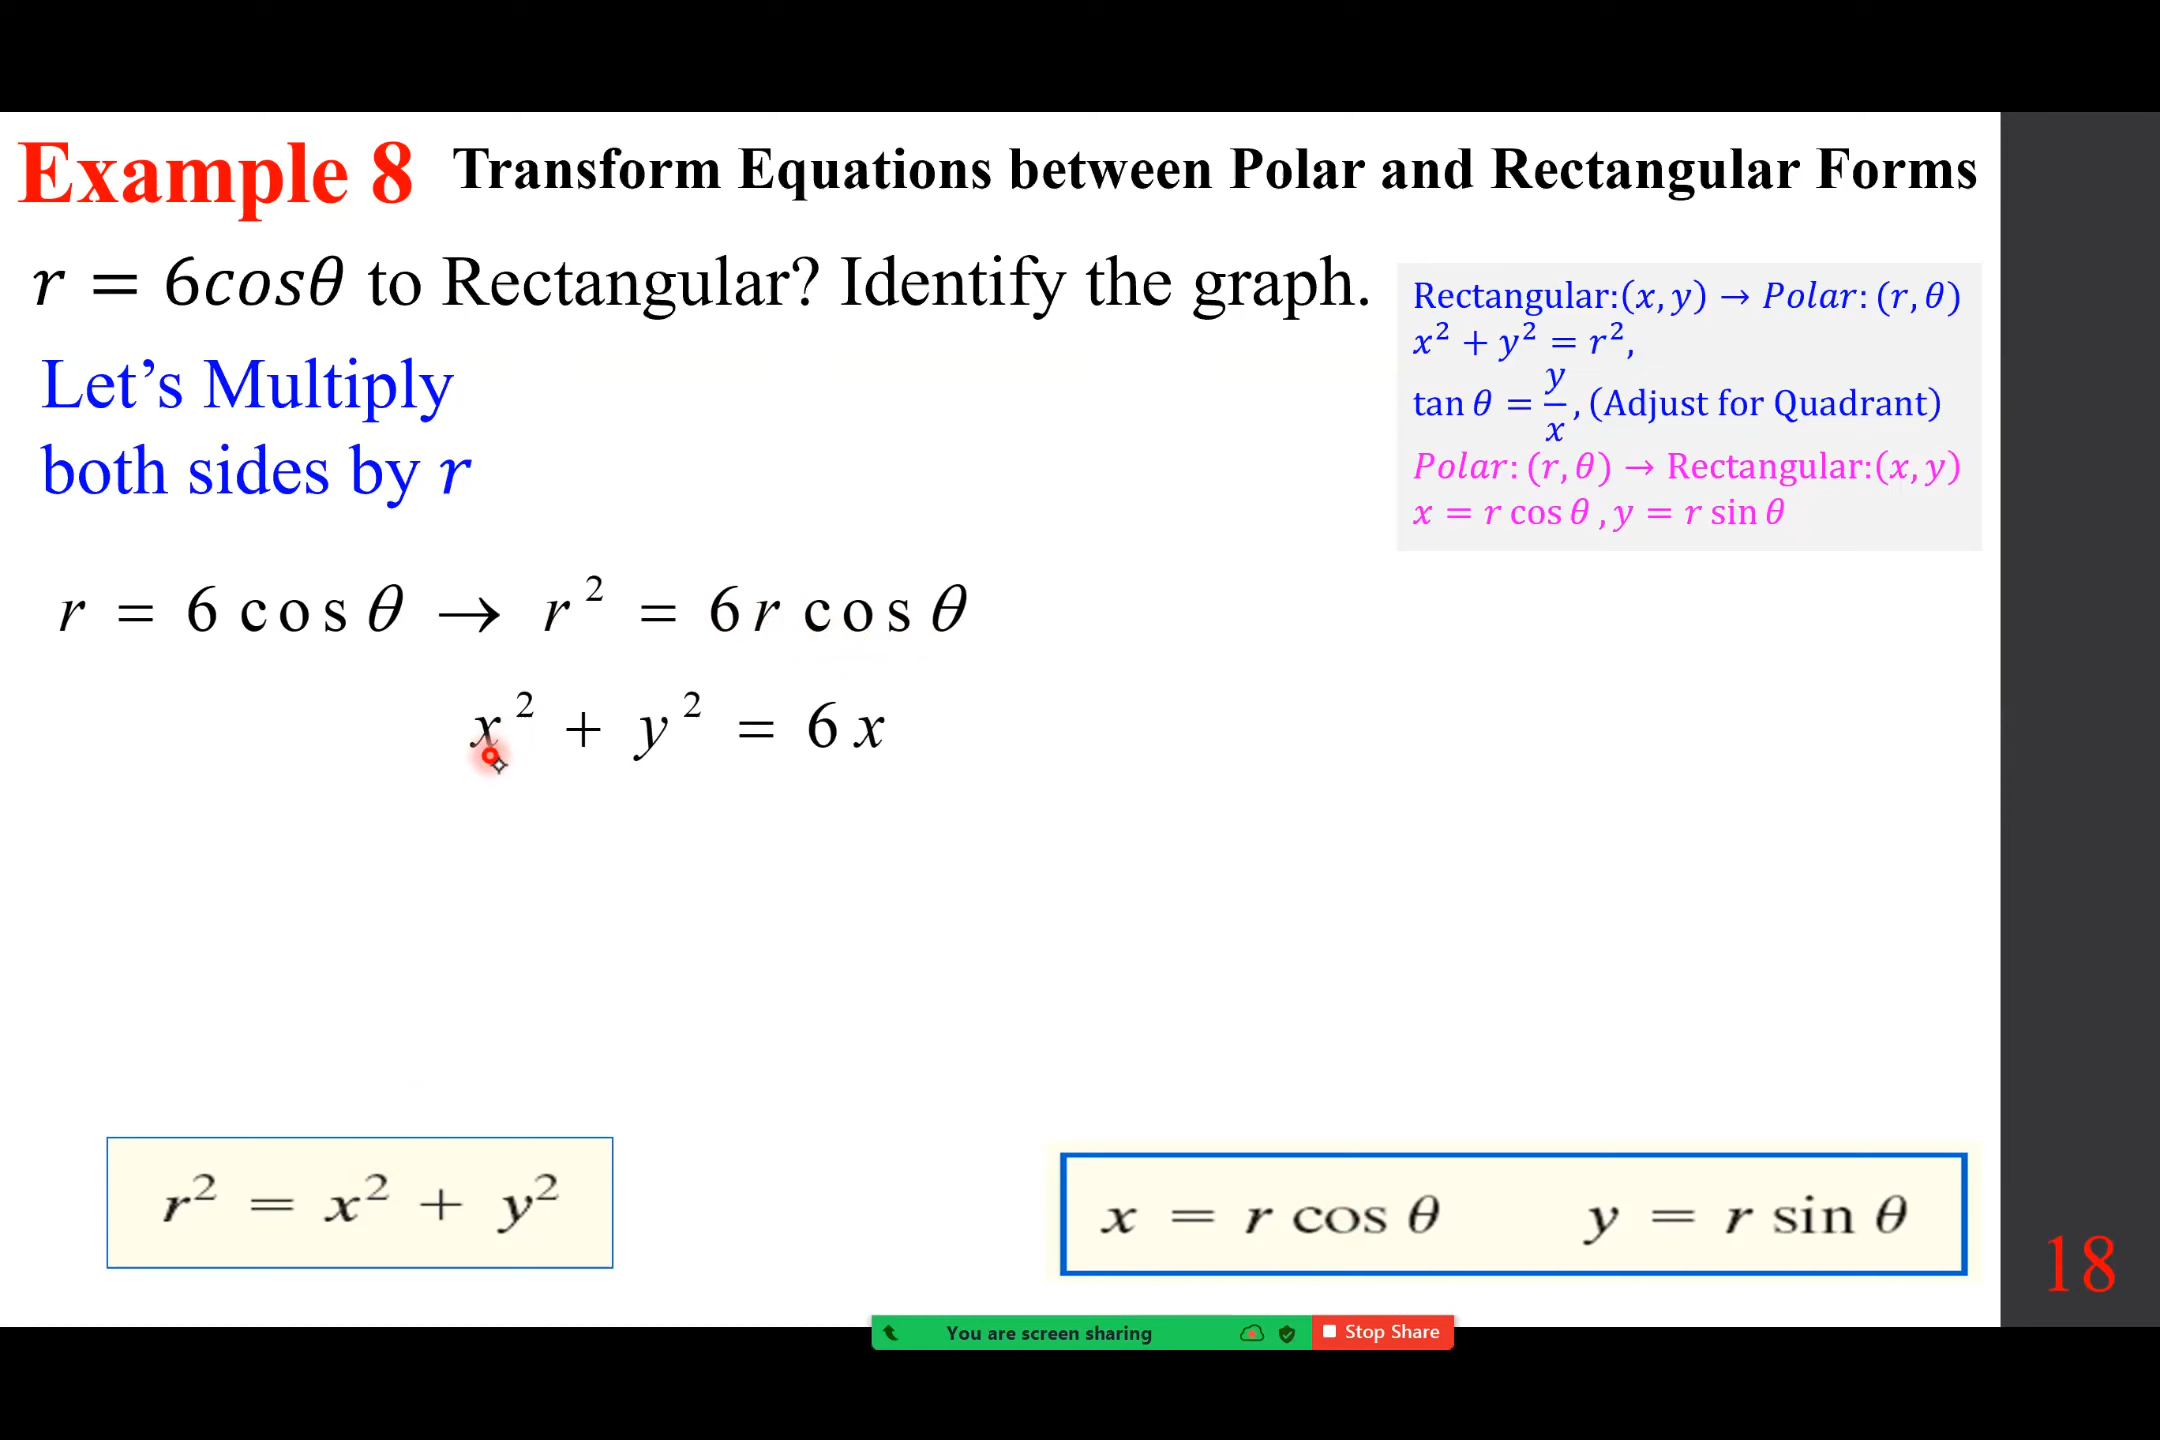 Example 8 Transform Equations between Polar and Rectangular Forms
r = 6cosθ to Rectangular? Identify the graph.
Let’s Multiply
both sides by r
Rectangular:(x, y) → Polar: (r, θ)
x² + y² = r²,
tan θ = y/x, (Adjust for Quadrant)
Polar: (r, θ) → Rectangular:(x, y)
x = r cos θ , y = r sin θ
r = 6 cos θ → r² = 6r cos θ
x² + y² = 6x
r² = x² + y²
x = r cos θ y = r sin θ
18
You are screen sharing Stop Share